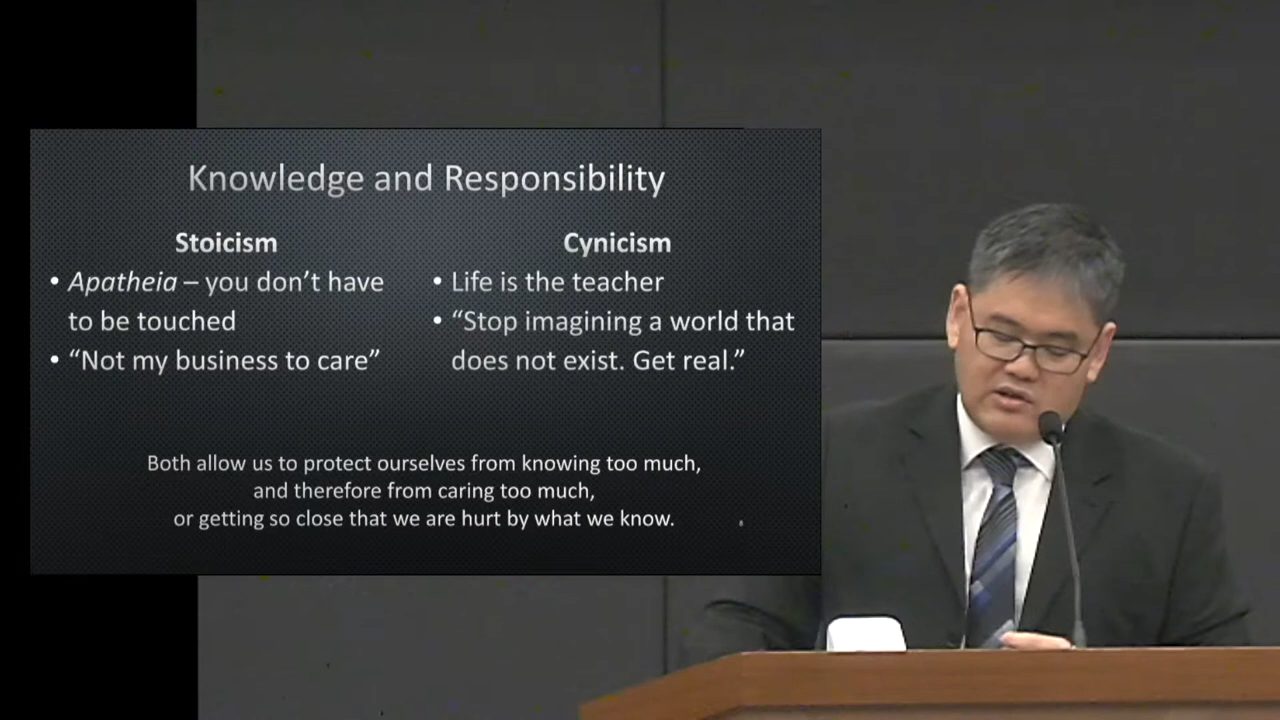 Knowledge and Responsibility
Stoicism
• Apatheia – you don’t have
to be touched
• “Not my business to care”
Cynicism
• Life is the teacher
• “Stop imagining a world that
does not exist. Get real.”
Both allow us to protect ourselves from knowing too much,
and therefore from caring too much,
or getting so close that we are hurt by what we know.